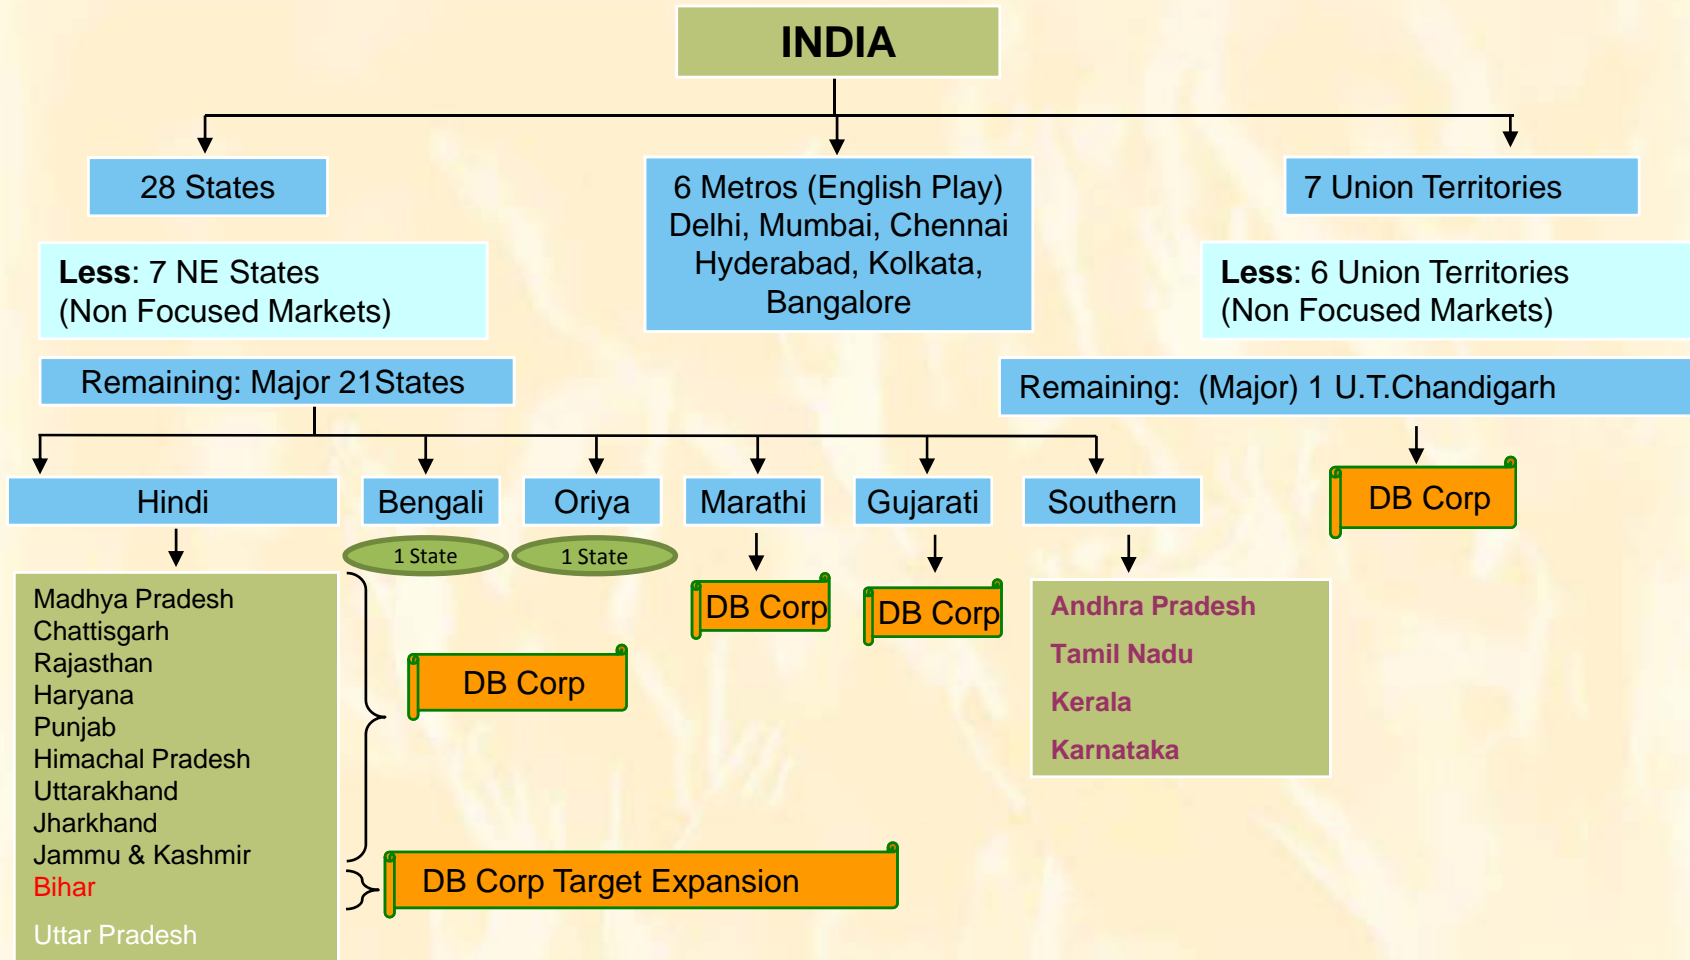 INDIA
28 States
6 Metros (English Play)
Delhi, Mumbai, Chennai
Hyderabad, Kolkata,
Bangalore
7 Union Territories
Less: 7 NE States
(Non Focused Markets)
Less: 6 Union Territories
(Non Focused Markets)
Remaining: Major 21States
Remaining: (Major) 1 U.T.Chandigarh
Hindi
Bengali
Oriya
Marathi
Gujarati
Southern
DB Corp
1 State
1 State
DB Corp
DB Corp
Madhya Pradesh
Chattisgarh
Rajasthan
Haryana
Punjab
Himachal Pradesh
Uttarakhand
Jharkhand
Jammu & Kashmir
Bihar
Uttar Pradesh
DB Corp
DB Corp Target Expansion
Andhra Pradesh
Tamil Nadu
Kerala
Karnataka